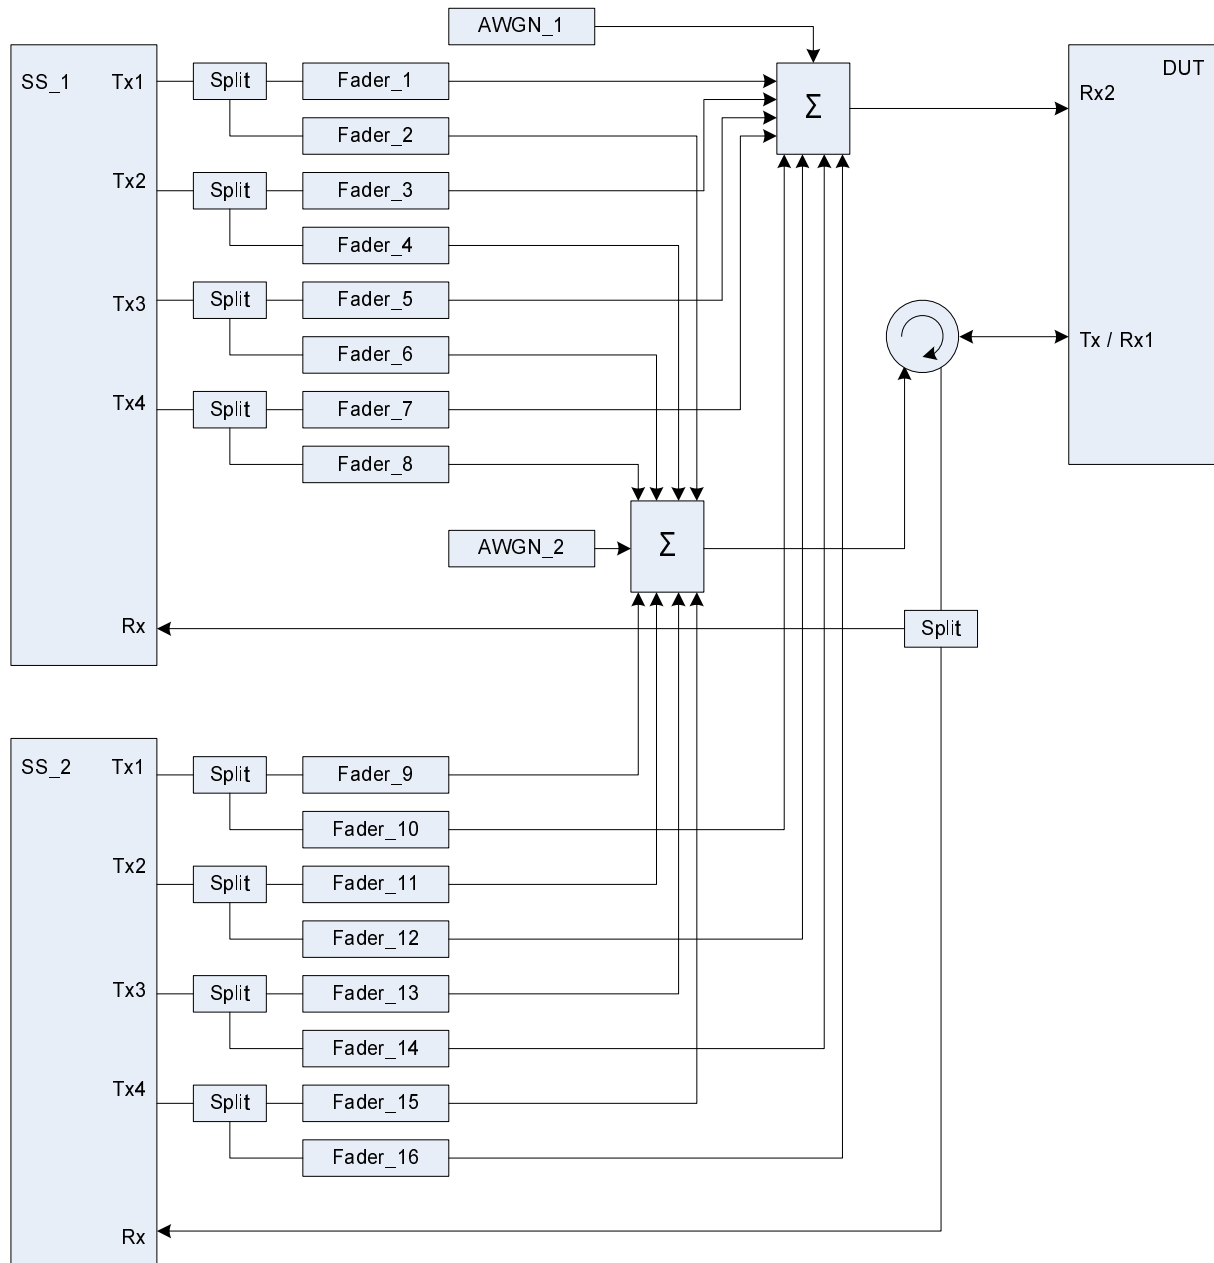 AWGN_1
SS_1
Tx1
Split
Fader_1
Σ
DUT
Rx2
Fader_2
Tx2
Split
Fader_3
Fader_4
Tx3
Split
Fader_5
Fader_6
Tx / Rx1
Tx4
Split
Fader_7
Fader_8
AWGN_2
Σ
Rx
Split
SS_2
Tx1
Split
Fader_9
Fader_10
Tx2
Split
Fader_11
Fader_12
Tx3
Split
Fader_13
Fader_14
Tx4
Split
Fader_15
Fader_16
Rx